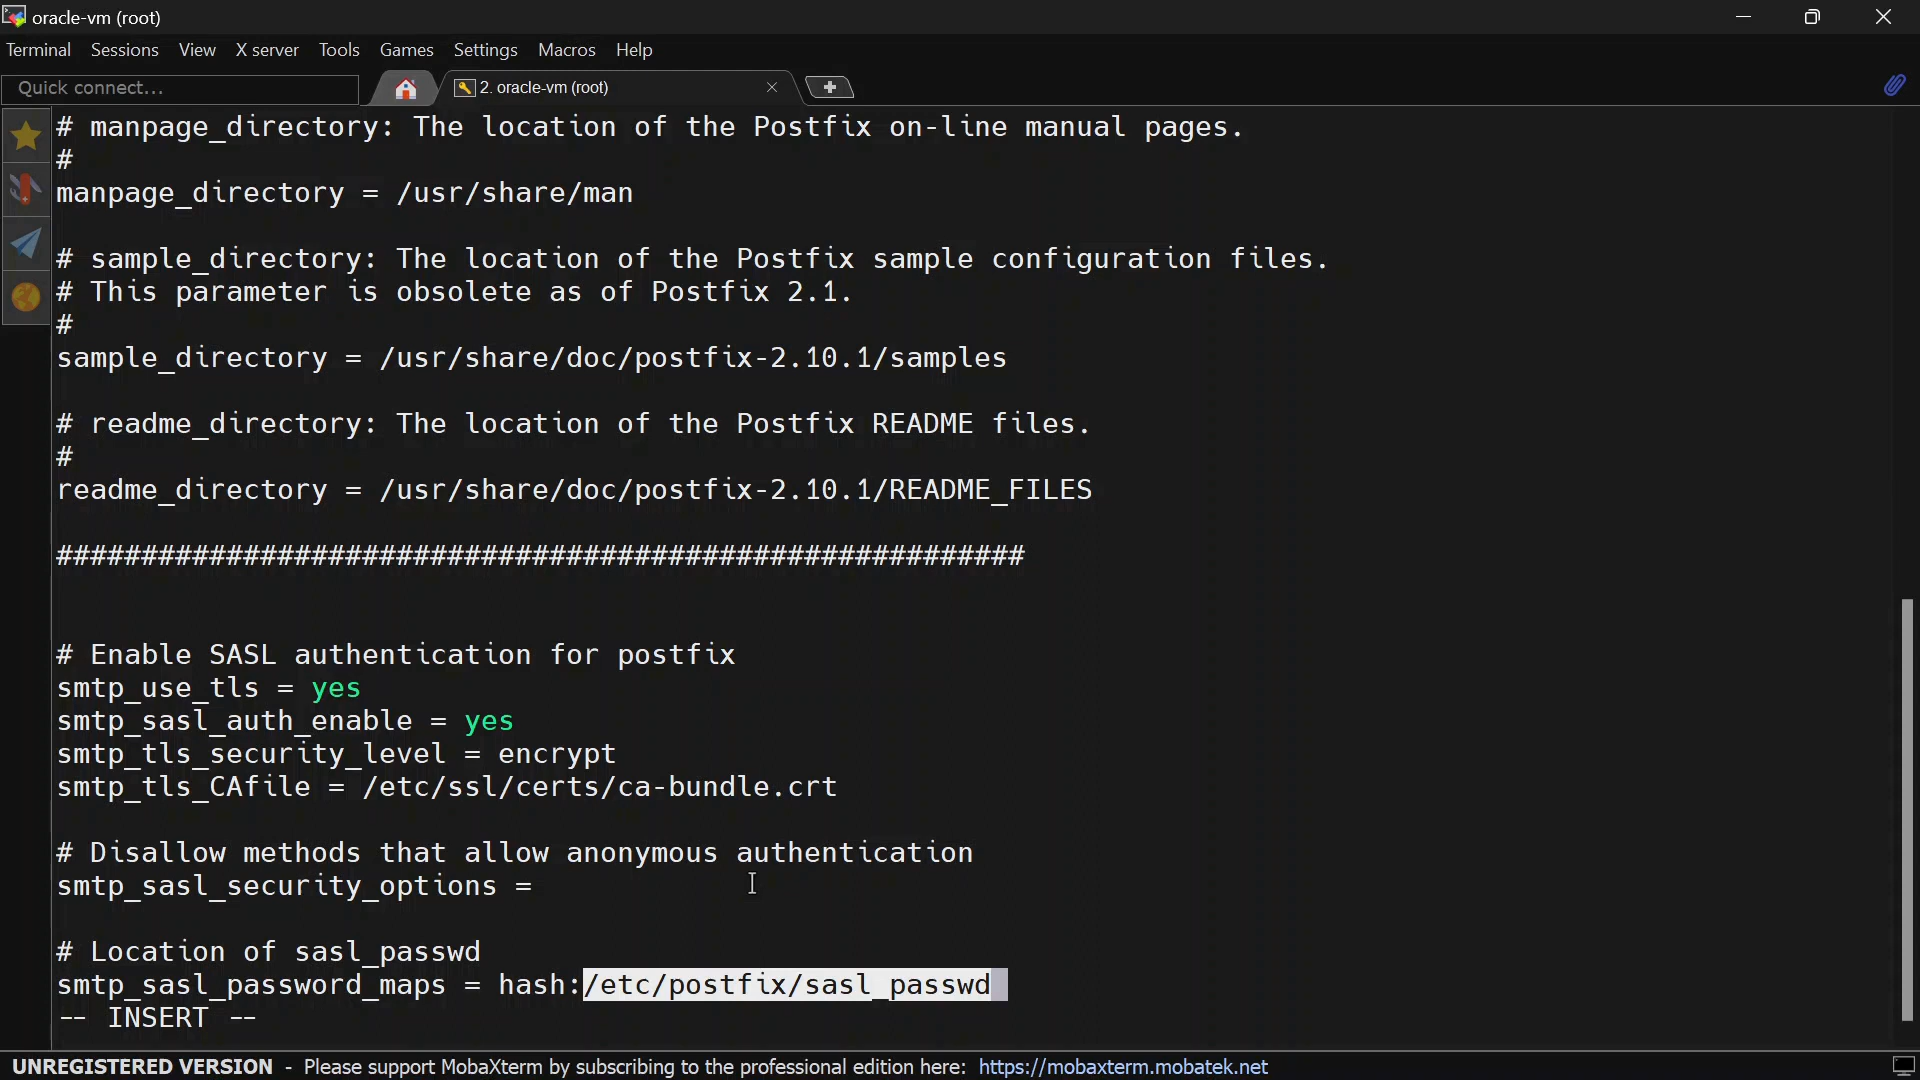 oracle-vm (root)
Terminal Sessions View X server Tools Games Settings Macros Help
Quick connect...
2. oracle-vm (root)
# manpage_directory: The location of the Postfix on-line manual pages.
#
manpage_directory = /usr/share/man
# sample_directory: The location of the Postfix sample configuration files.
# This parameter is obsolete as of Postfix 2.1.
#
sample_directory = /usr/share/doc/postfix-2.10.1/samples
# readme_directory: The location of the Postfix README files.
#
readme_directory = /usr/share/doc/postfix-2.10.1/README_FILES
#########################################################
# Enable SASL authentication for postfix
smtp_use_tls = yes
smtp_sasl_auth_enable = yes
smtp_tls_security_level = encrypt
smtp_tls_CAfile = /etc/ssl/certs/ca-bundle.crt
# Disallow methods that allow anonymous authentication
smtp_sasl_security_options =
# Location of sasl_passwd
smtp_sasl_password_maps = hash:/etc/postfix/sasl_passwd
-- INSERT --
UNREGISTERED VERSION - Please support MobaXterm by subscribing to the professional edition here: https://mobaxterm.mobatek.net